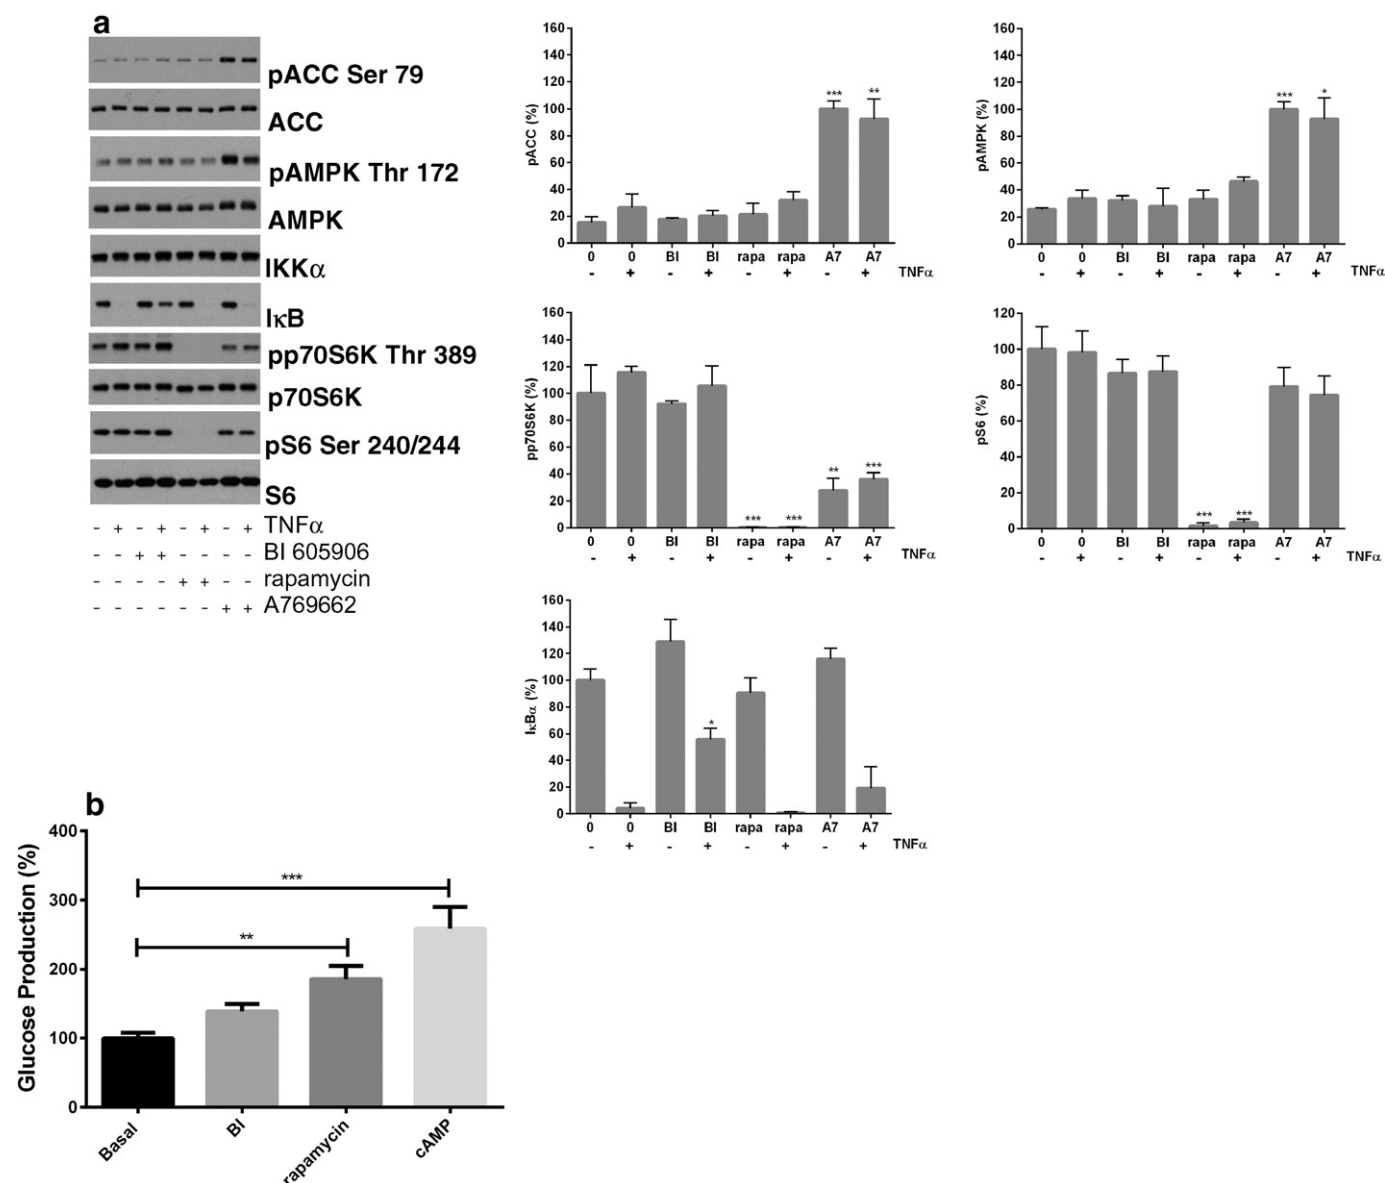 a
pACC Ser 79
ACC
pAMPK Thr 172
AMPK
IKKα
IκB
pp70S6K Thr 389
p70S6K
pS6 Ser 240/244
S6
- + - + - + - + TNFα
- - + + - - - - BI 605906
- - - - + + - - rapamycin
- - - - - - + + A769662
pACC (%)
160
140
120
100
80
60
40
20
0
*** **
0 0 BI BI rapa rapa A7 A7
- + - + - + - + TNFα
pAMPK (%)
160
140
120
100
80
60
40
20
0
*** *
0 0 BI BI rapa rapa A7 A7
- + - + - + - + TNFα
pp70S6K (%)
160
140
120
100
80
60
40
20
0
*** *** ** ***
0 0 BI BI rapa rapa A7 A7
- + - + - + - + TNFα
pS6 (%)
120
100
80
60
40
20
0
*** ***
0 0 BI BI rapa rapa A7 A7
- + - + - + - + TNFα
IκBα (%)
160
140
120
100
80
60
40
20
0
*
0 0 BI BI rapa rapa A7 A7
- + - + - + - + TNFα
b
Glucose Production (%)
400
300
200
100
0
***
**
Basal BI rapamycin cAMP